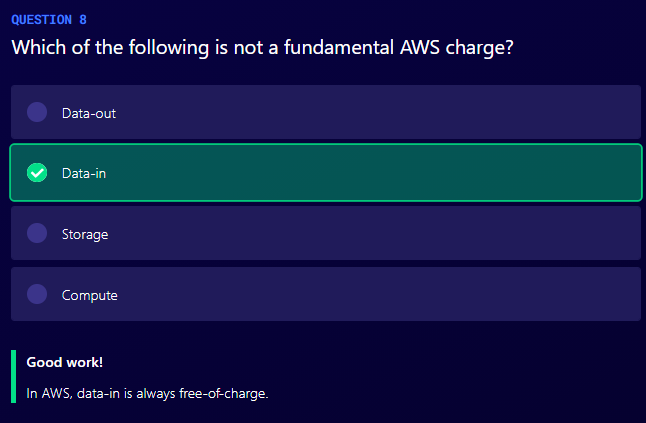 QUESTION 8
Which of the following is not a fundamental AWS charge?
Data-out
Data-in
Storage
Compute
Good work!
In AWS, data-in is always free-of-charge.